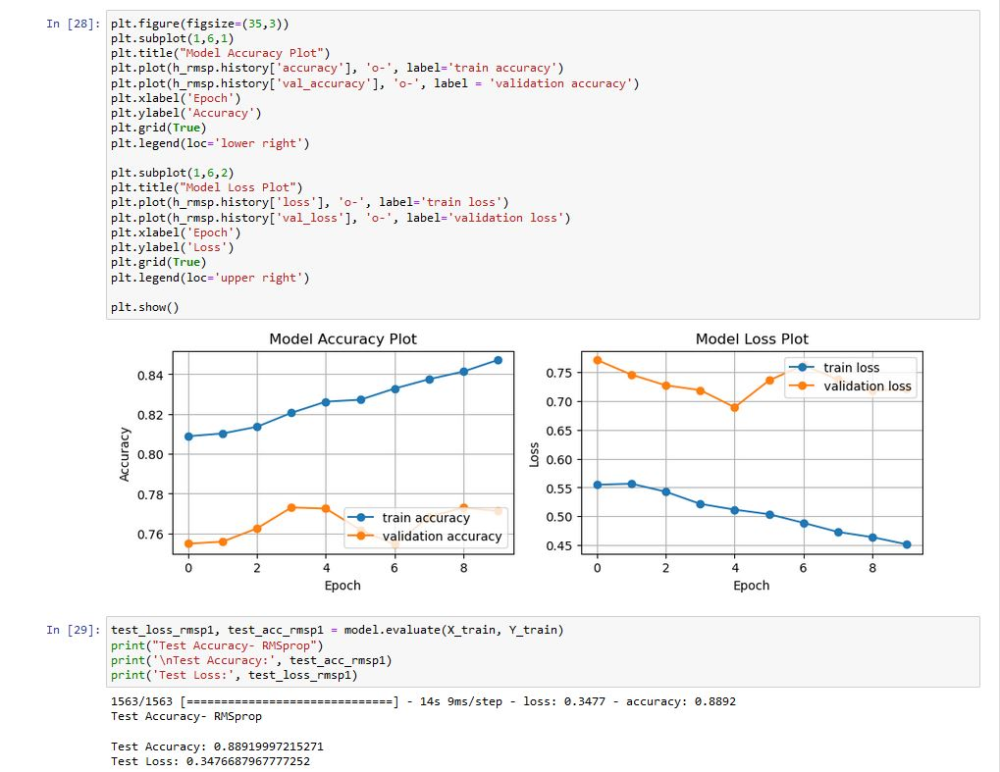 In [28]:
plt.figure(figsize=(35,3))
plt.subplot(1,6,1)
plt.title("Model Accuracy Plot")
plt.plot(h_rmsp.history['accuracy'], 'o-', label='train accuracy')
plt.plot(h_rmsp.history['val_accuracy'], 'o-', label = 'validation accuracy')
plt.xlabel('Epoch')
plt.ylabel('Accuracy')
plt.grid(True)
plt.legend(loc='lower right')
plt.subplot(1,6,2)
plt.title("Model Loss Plot")
plt.plot(h_rmsp.history['loss'], 'o-', label='train loss')
plt.plot(h_rmsp.history['val_loss'], 'o-', label='validation loss')
plt.xlabel('Epoch')
plt.ylabel('Loss')
plt.grid(True)
plt.legend(loc='upper right')
plt.show()
Model Accuracy Plot
Accuracy
0.84
0.82
0.80
0.78
0.76
train accuracy
validation accuracy
0 2 4 6 8
Epoch
Model Loss Plot
Loss
0.75
0.70
0.65
0.60
0.55
0.50
0.45
train loss
validation loss
0 2 4 6 8
Epoch
In [29]:
test_loss_rmsp1, test_acc_rmsp1 = model.evaluate(X_train, Y_train)
print("Test Accuracy- RMSprop")
print('\nTest Accuracy:', test_acc_rmsp1)
print('Test Loss:', test_loss_rmsp1)
1563/1563 [==============================] - 14s 9ms/step - loss: 0.3477 - accuracy: 0.8892
Test Accuracy- RMSprop
Test Accuracy: 0.88919997215271
Test Loss: 0.3476687967777252